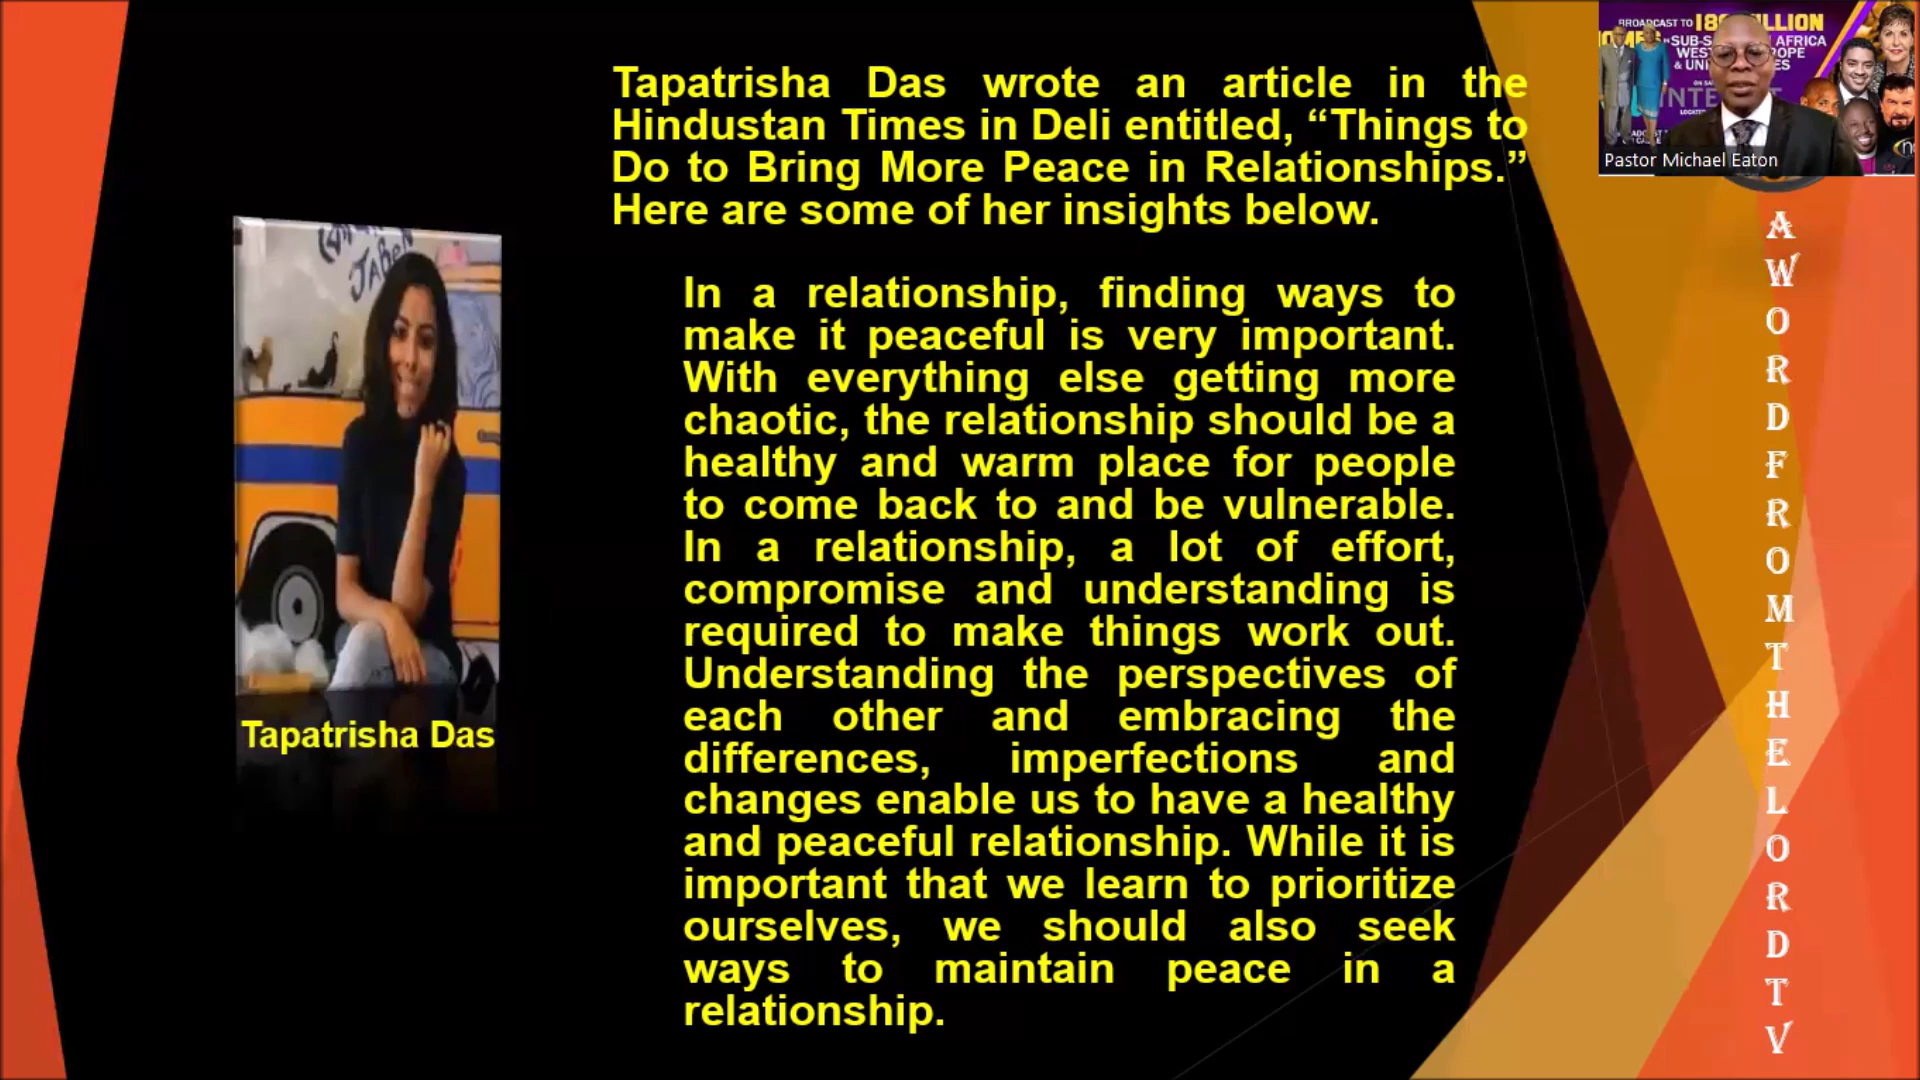 Tapatrisha Das wrote an article in the
Hindustan Times in Deli entitled, “Things to
Do to Bring More Peace in Relationships.”
Here are some of her insights below.
In a relationship, finding ways to
make it peaceful is very important.
With everything else getting more
chaotic, the relationship should be a
healthy and warm place for people
to come back to and be vulnerable.
In a relationship, a lot of effort,
compromise and understanding is
required to make things work out.
Understanding the perspectives of
each other and embracing the
differences, imperfections and
changes enable us to have a healthy
and peaceful relationship. While it is
important that we learn to prioritize
ourselves, we should also seek
ways to maintain peace in a
relationship.
JABEN
Tapatrisha Das
BROADCAST TO
AFRICA
Pastor Michael Eaton
A
W
O
R
D
F
R
O
M
T
H
E
L
O
R
D
T
V